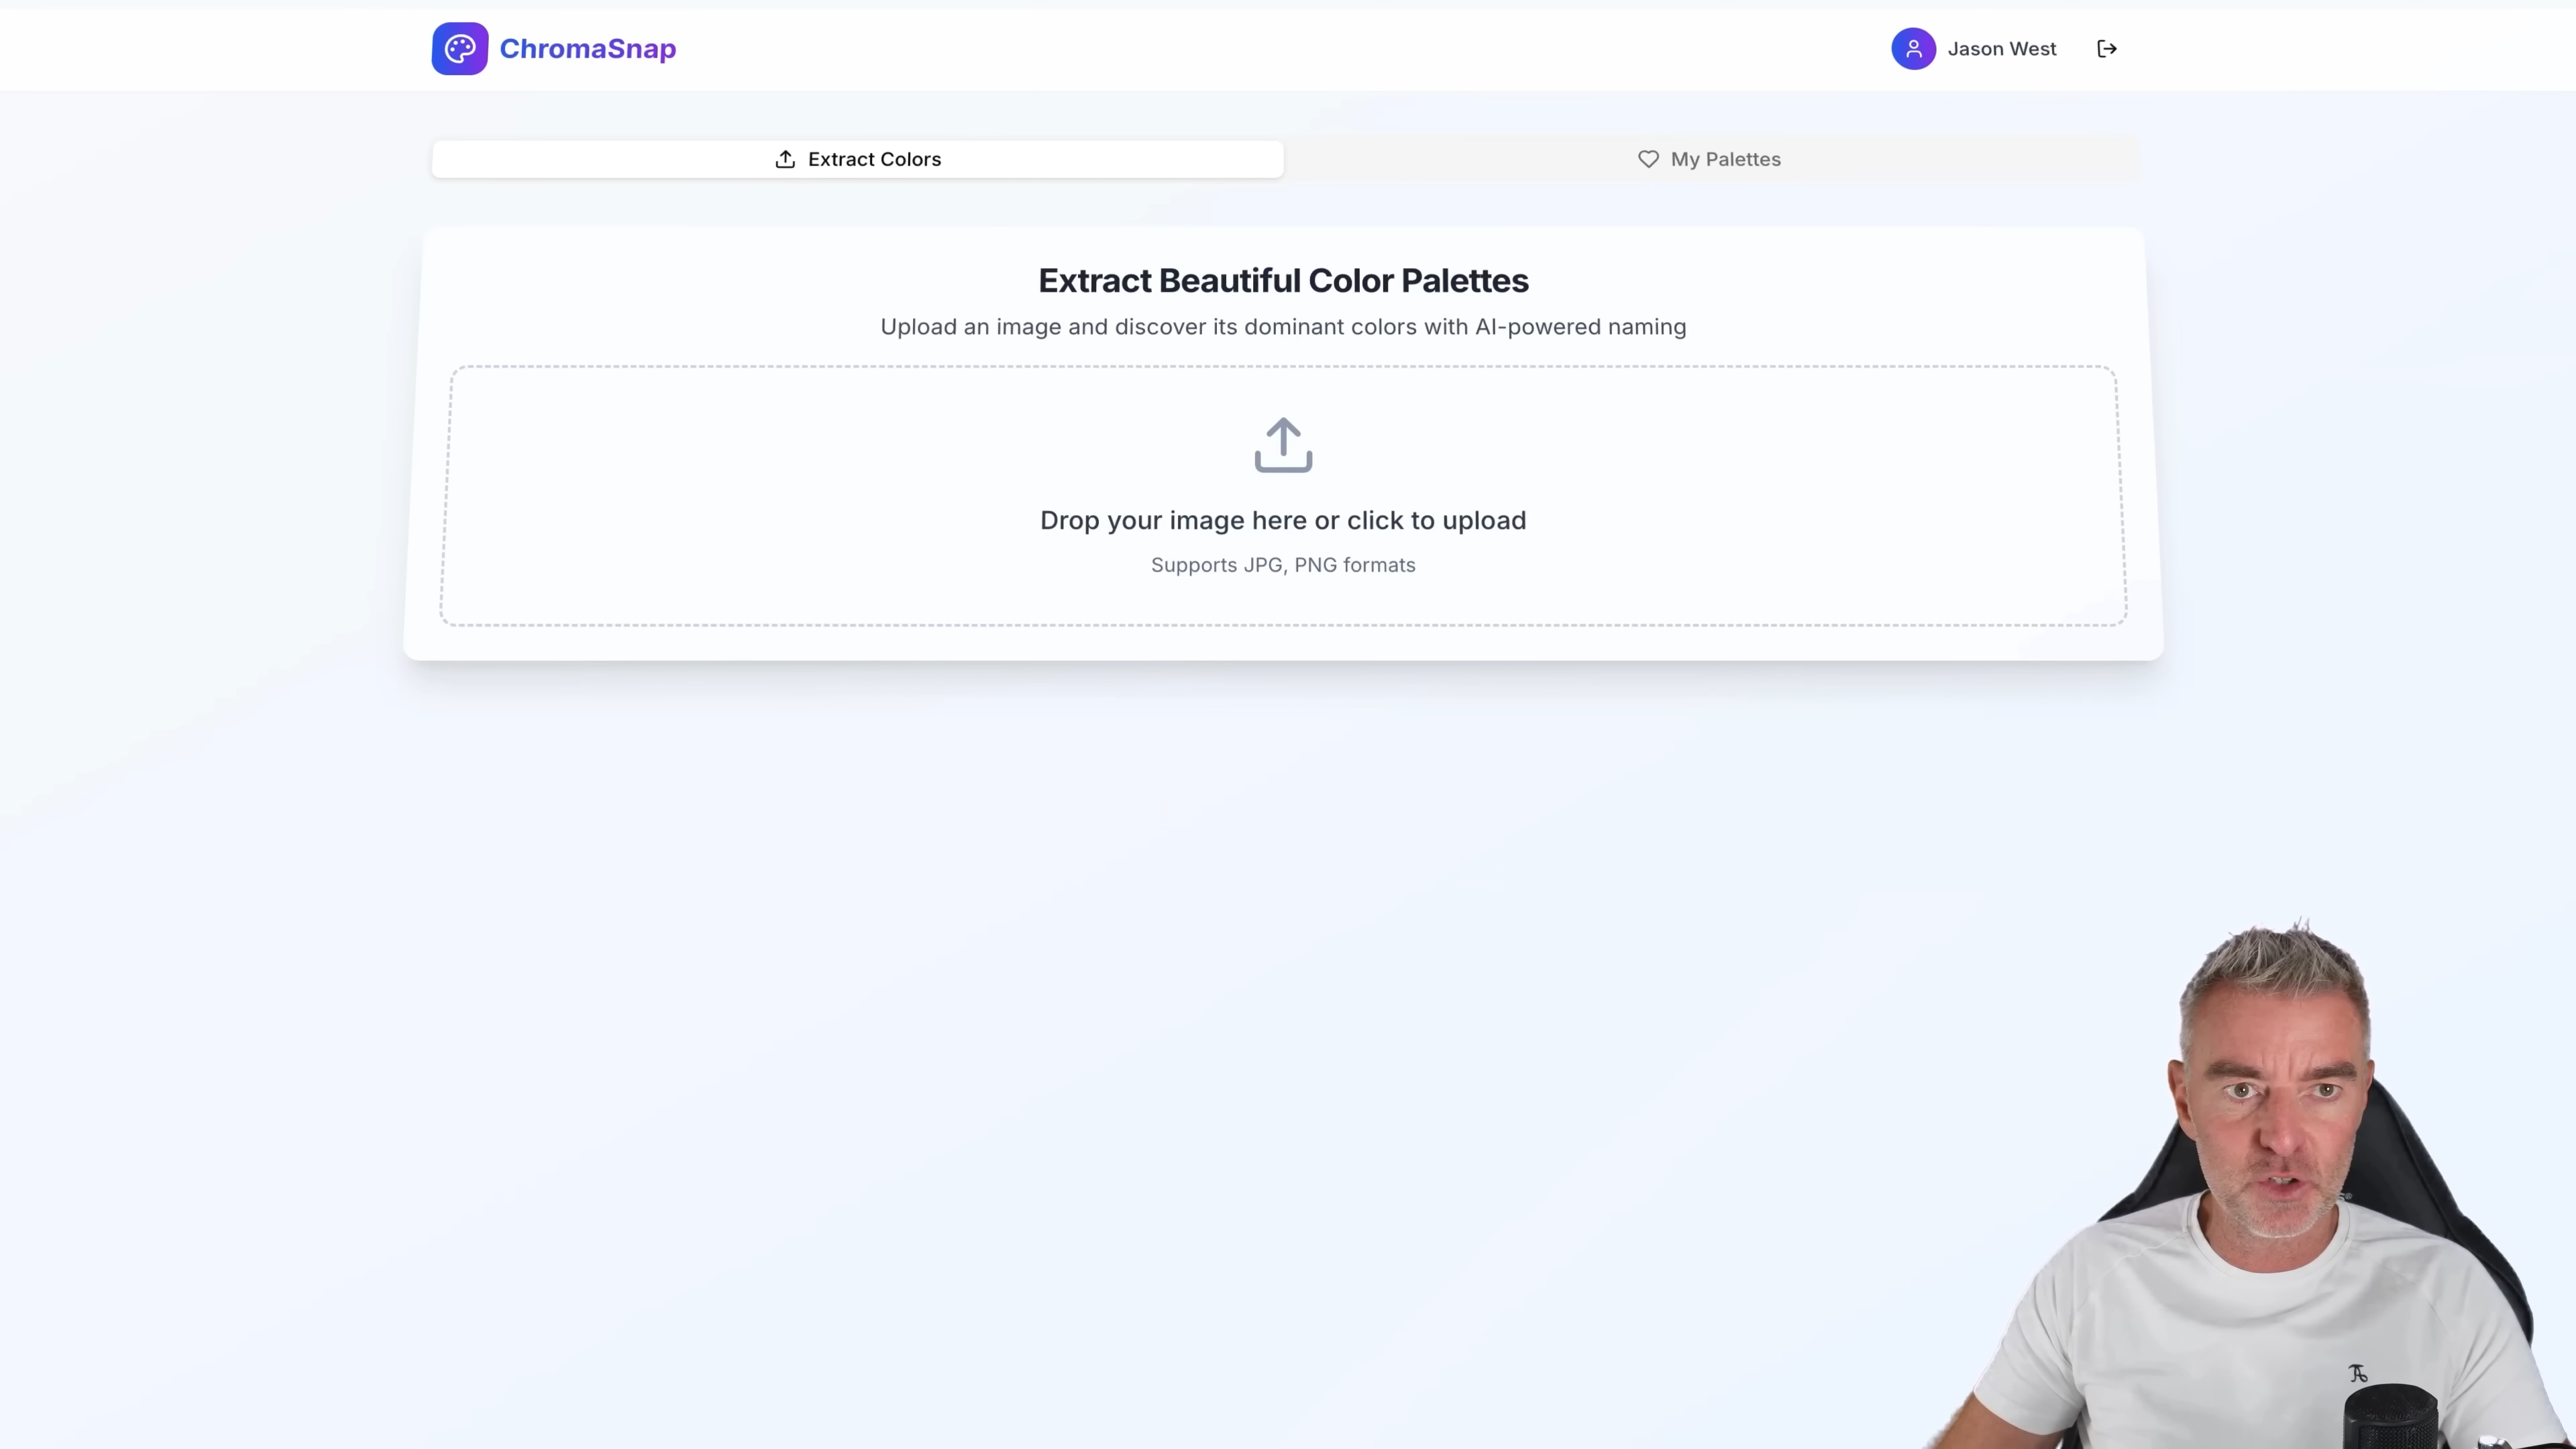 ChromaSnap
Jason West
Extract Colors
My Palettes
Extract Beautiful Color Palettes
Upload an image and discover its dominant colors with AI-powered naming
Drop your image here or click to upload
Supports JPG, PNG formats